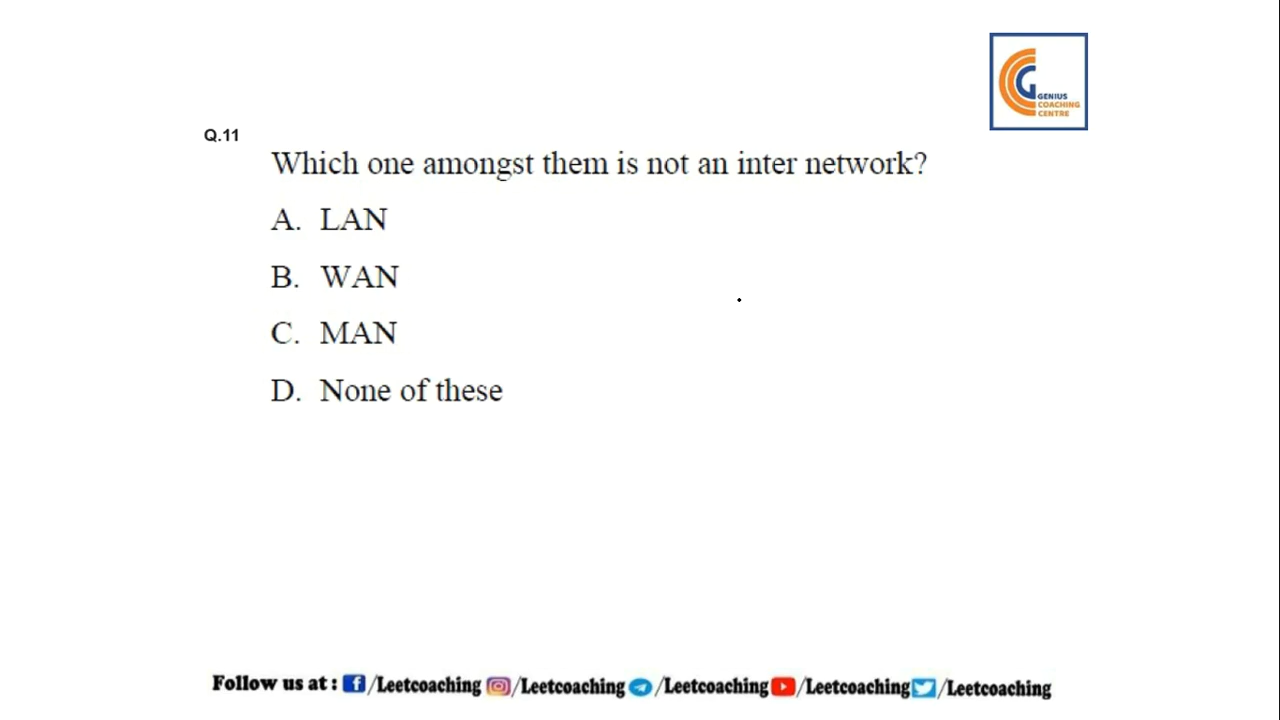 GENIUS
COACHING
CENTRE
Q.11
Which one amongst them is not an inter network?
A. LAN
B. WAN
C. MAN
D. None of these
Follow us at : /Leetcoaching /Leetcoaching /Leetcoaching /Leetcoaching /Leetcoaching